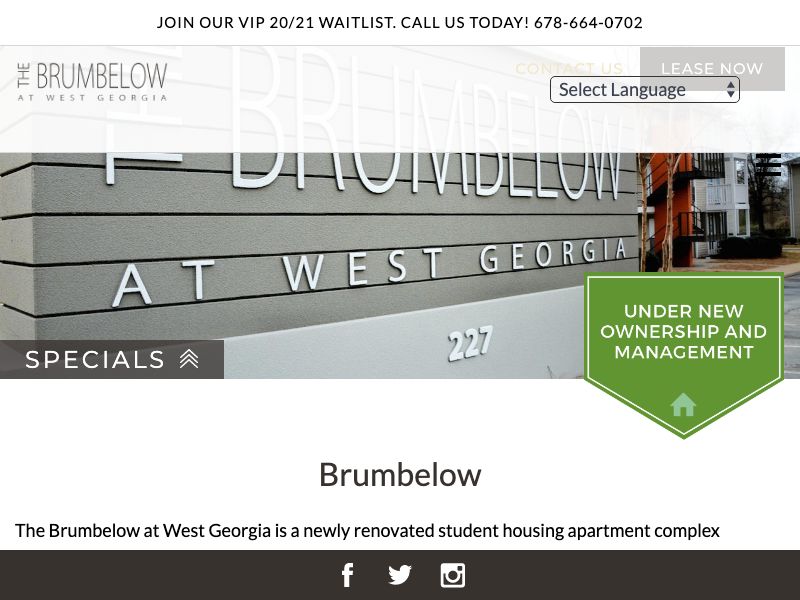 JOIN OUR VIP 20/21 WAITLIST. CALL US TODAY! 678-664-0702
THE BRUMBELOW
AT WEST GEORGIA
CONTACT US
LEASE NOW
Select Language
THE BRUMBELOW
AT WEST GEORGIA
227
UNDER NEW
OWNERSHIP AND
MANAGEMENT
SPECIALS
Brumbelow
The Brumbelow at West Georgia is a newly renovated student housing apartment complex